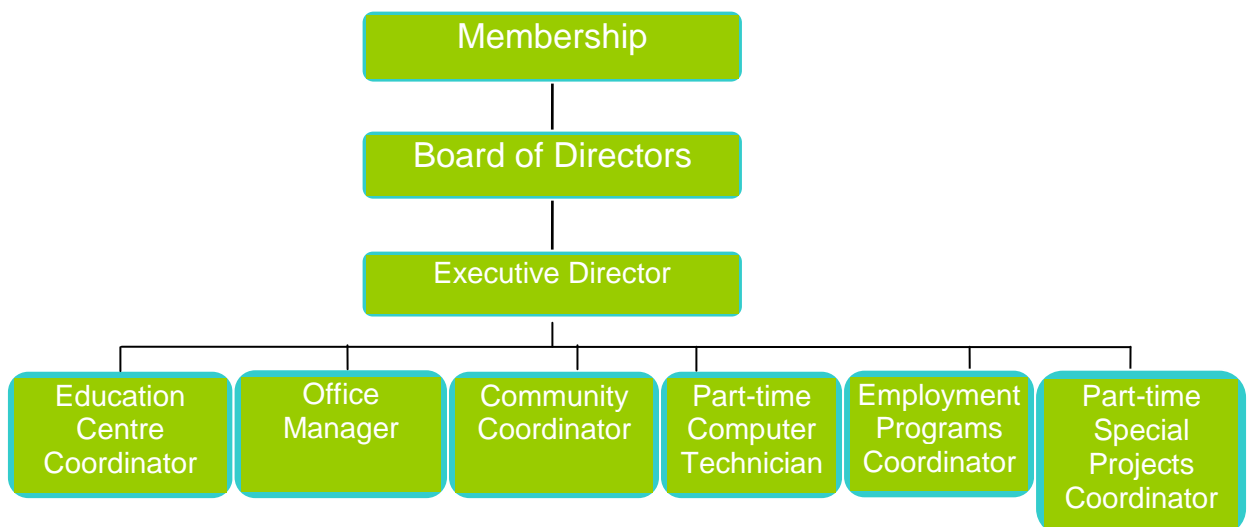 Membership
Board of Directors
Executive Director
Education
Centre
Coordinator
Office
Manager
Community
Coordinator
Part-time
Computer
Technician
Employment
Programs
Coordinator
Part-time
Special
Projects
Coordinator